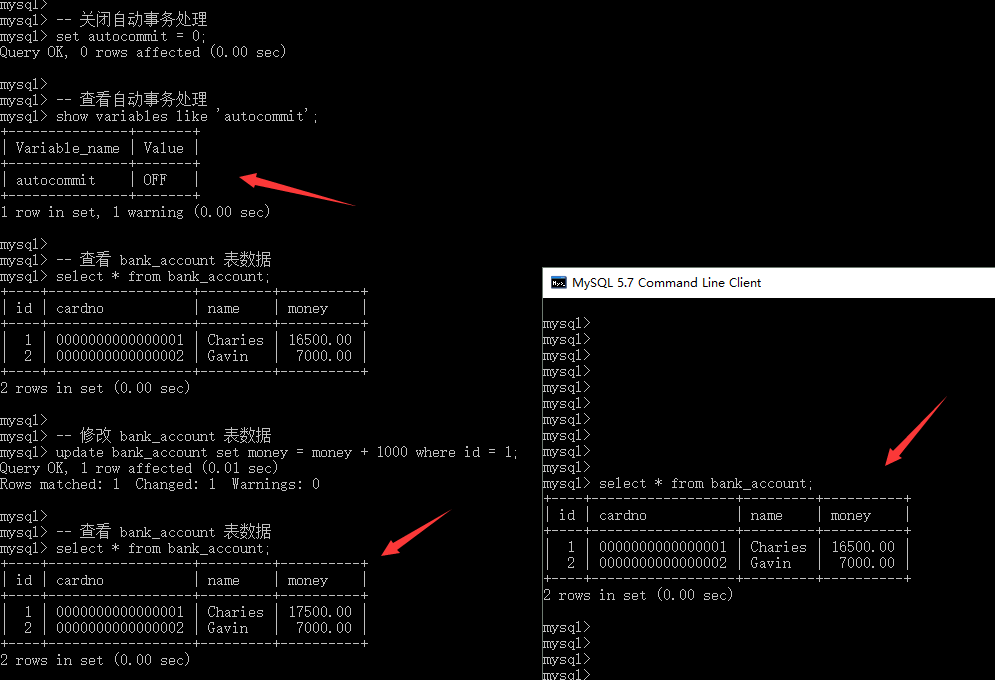 mysql>
mysql> -- 关闭自动事务处理
mysql> set autocommit = 0;
Query OK, 0 rows affected (0.00 sec)
mysql>
mysql> -- 查看自动事务处理
mysql> show variables like 'autocommit';
+---------------+-------+
| Variable_name | Value |
+---------------+-------+
| autocommit    | OFF   |
+---------------+-------+
1 row in set, 1 warning (0.00 sec)
mysql>
mysql> -- 查看 bank_account 表数据
mysql> select * from bank_account;
+----+------------------+---------+----------+
| id | cardno           | name    | money    |
+----+------------------+---------+----------+
|  1 | 0000000000000001 | Charies | 16500.00 |
|  2 | 0000000000000002 | Gavin   |  7000.00 |
+----+------------------+---------+----------+
2 rows in set (0.00 sec)
mysql>
mysql> -- 修改 bank_account 表数据
mysql> update bank_account set money = money + 1000 where id = 1;
Query OK, 1 row affected (0.01 sec)
Rows matched: 1  Changed: 1  Warnings: 0
mysql>
mysql> -- 查看 bank_account 表数据
mysql> select * from bank_account;
+----+------------------+---------+----------+
| id | cardno           | name    | money    |
+----+------------------+---------+----------+
|  1 | 0000000000000001 | Charies | 17500.00 |
|  2 | 0000000000000002 | Gavin   |  7000.00 |
+----+------------------+---------+----------+
2 rows in set (0.00 sec)
MySQL 5.7 Command Line Client
mysql>
mysql>
mysql>
mysql>
mysql>
mysql>
mysql>
mysql>
mysql>
mysql>
mysql> select * from bank_account;
+----+------------------+---------+----------+
| id | cardno           | name    | money    |
+----+------------------+---------+----------+
|  1 | 0000000000000001 | Charies | 16500.00 |
|  2 | 0000000000000002 | Gavin   |  7000.00 |
+----+------------------+---------+----------+
2 rows in set (0.00 sec)
mysql>
mysql>
mysql>
mysql>